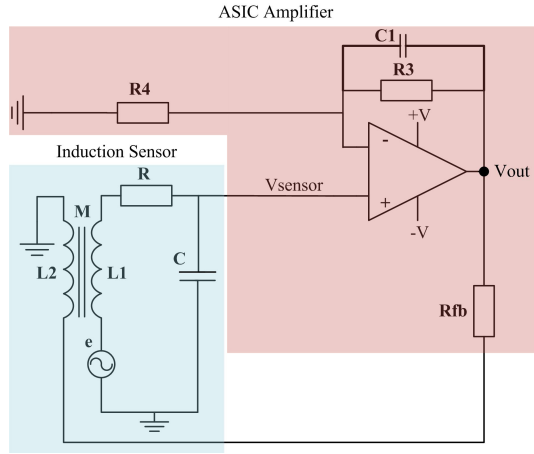 ASIC Amplifier
C1
R3
R4
+V
-
Vout
Induction Sensor
R
Vsensor
+
-V
M
C
L2
L1
Rfb
e